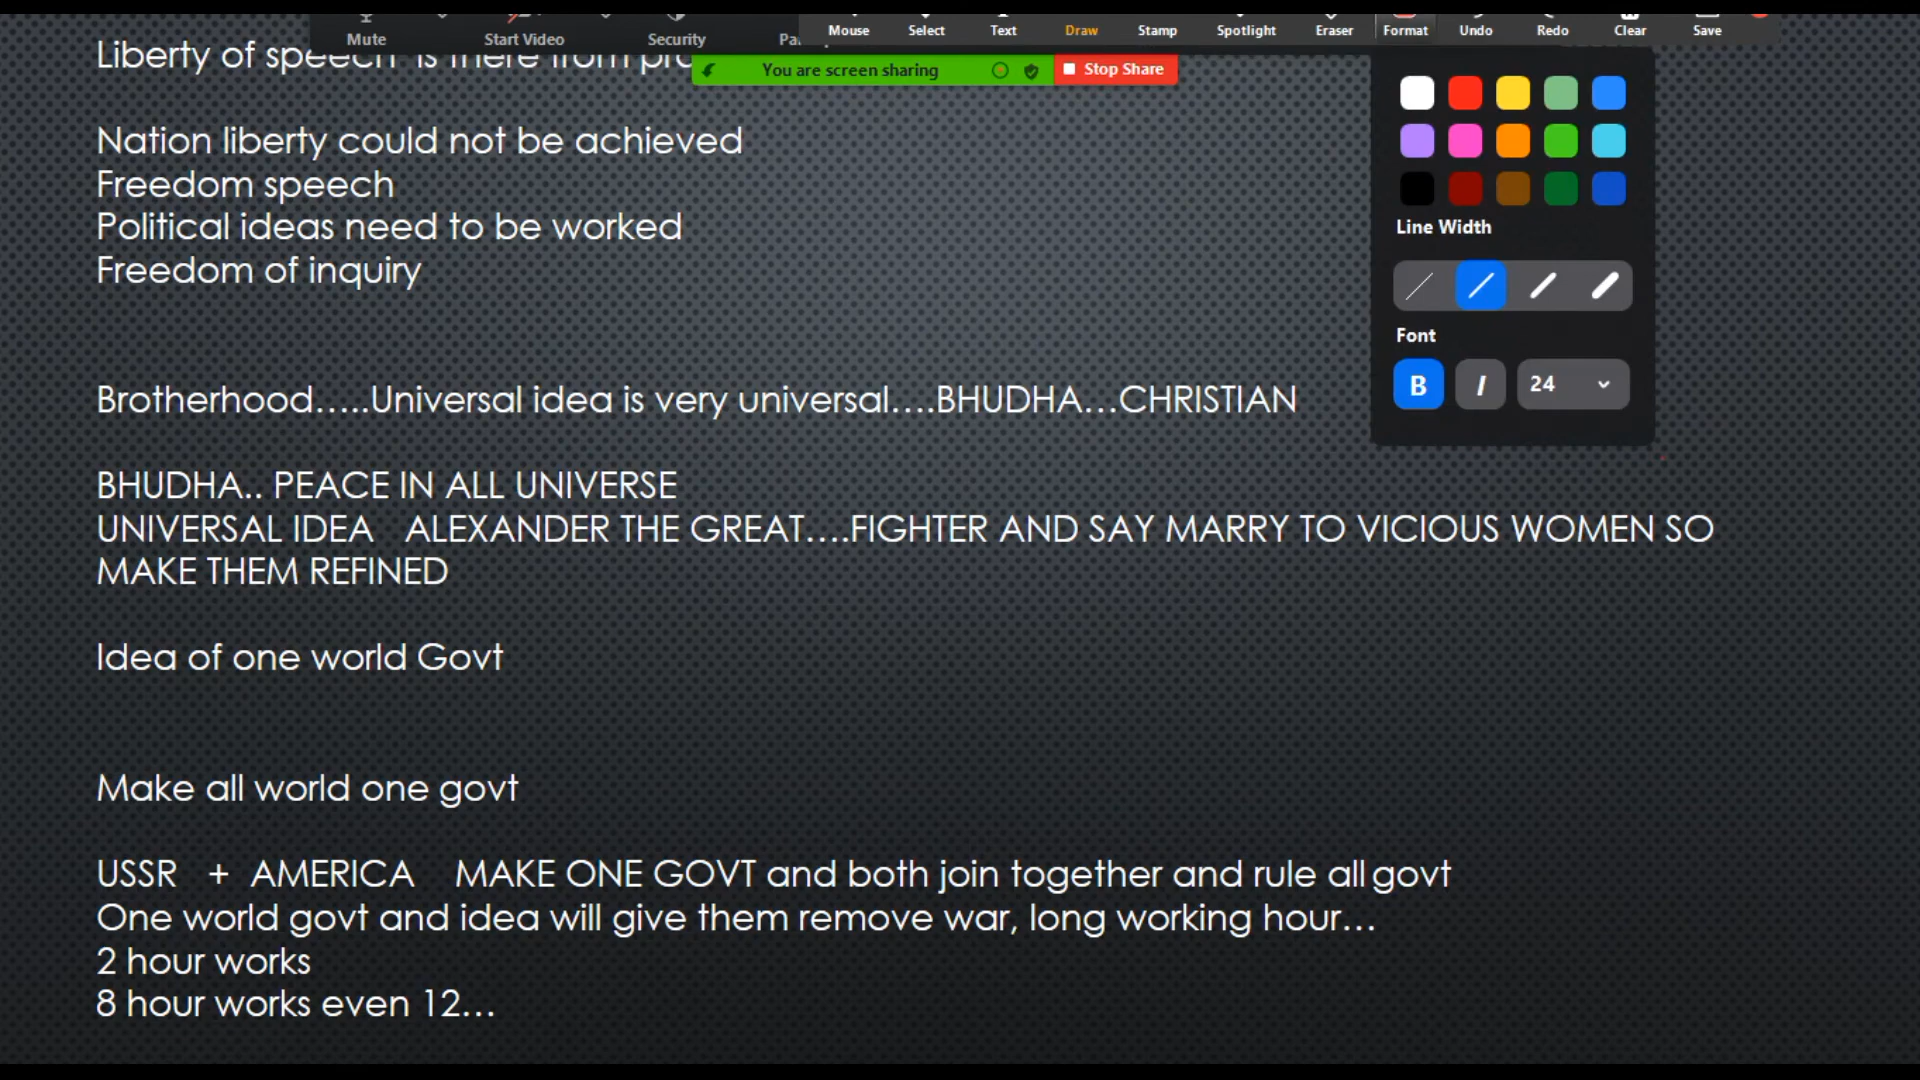 Mute
Start Video
Security
Mouse
Select
Text
Draw
Stamp
Spotlight
Eraser
Format
Undo
Redo
Clear
Save
Liberty of speech is there from
You are screen sharing
Stop Share
Nation liberty could not be achieved
Freedom speech
Political ideas need to be worked
Freedom of inquiry
Line Width
Font
B
I
24
Brotherhood.....Universal idea is very universal....BHUDHA...CHRISTIAN
BHUDHA.. PEACE IN ALL UNIVERSE
UNIVERSAL IDEA ALEXANDER THE GREAT....FIGHTER AND SAY MARRY TO VICIOUS WOMEN SO
MAKE THEM REFINED
Idea of one world Govt
Make all world one govt
USSR + AMERICA MAKE ONE GOVT and both join together and rule all govt
One world govt and idea will give them remove war, long working hour...
2 hour works
8 hour works even 12...